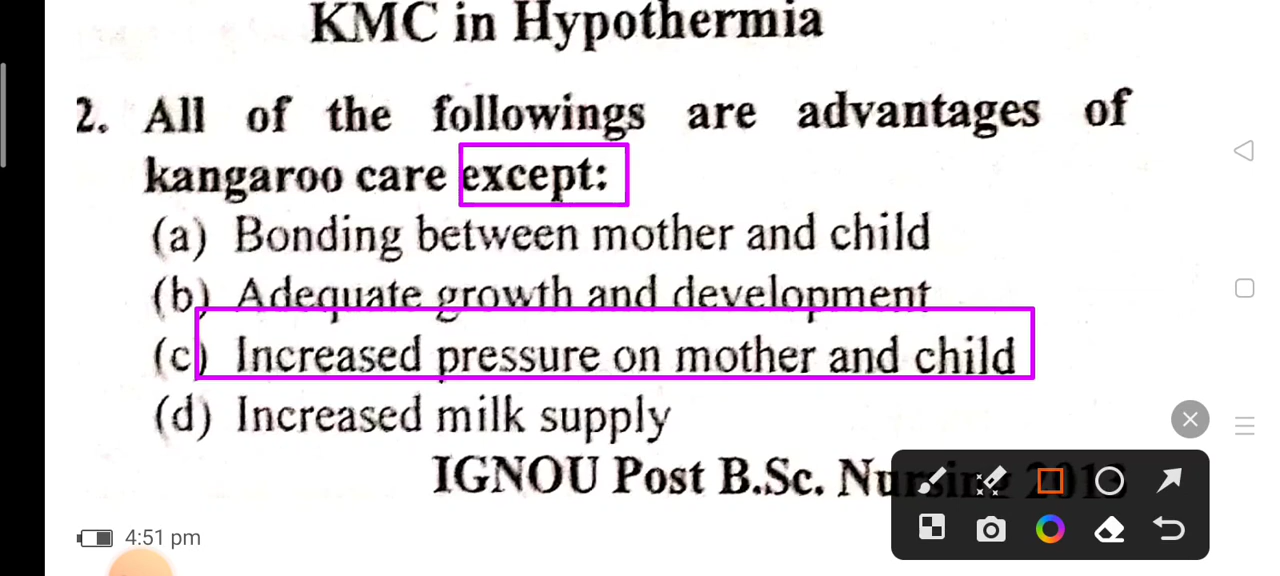 KMC in Hypothermia
2. All of the followings are advantages of
kangaroo care except:
(a) Bonding between mother and child
(b) Adequate growth and development
(c) Increased pressure on mother and child
(d) Increased milk supply
IGNOU Post B.Sc. Nursing 2013
4:51 pm